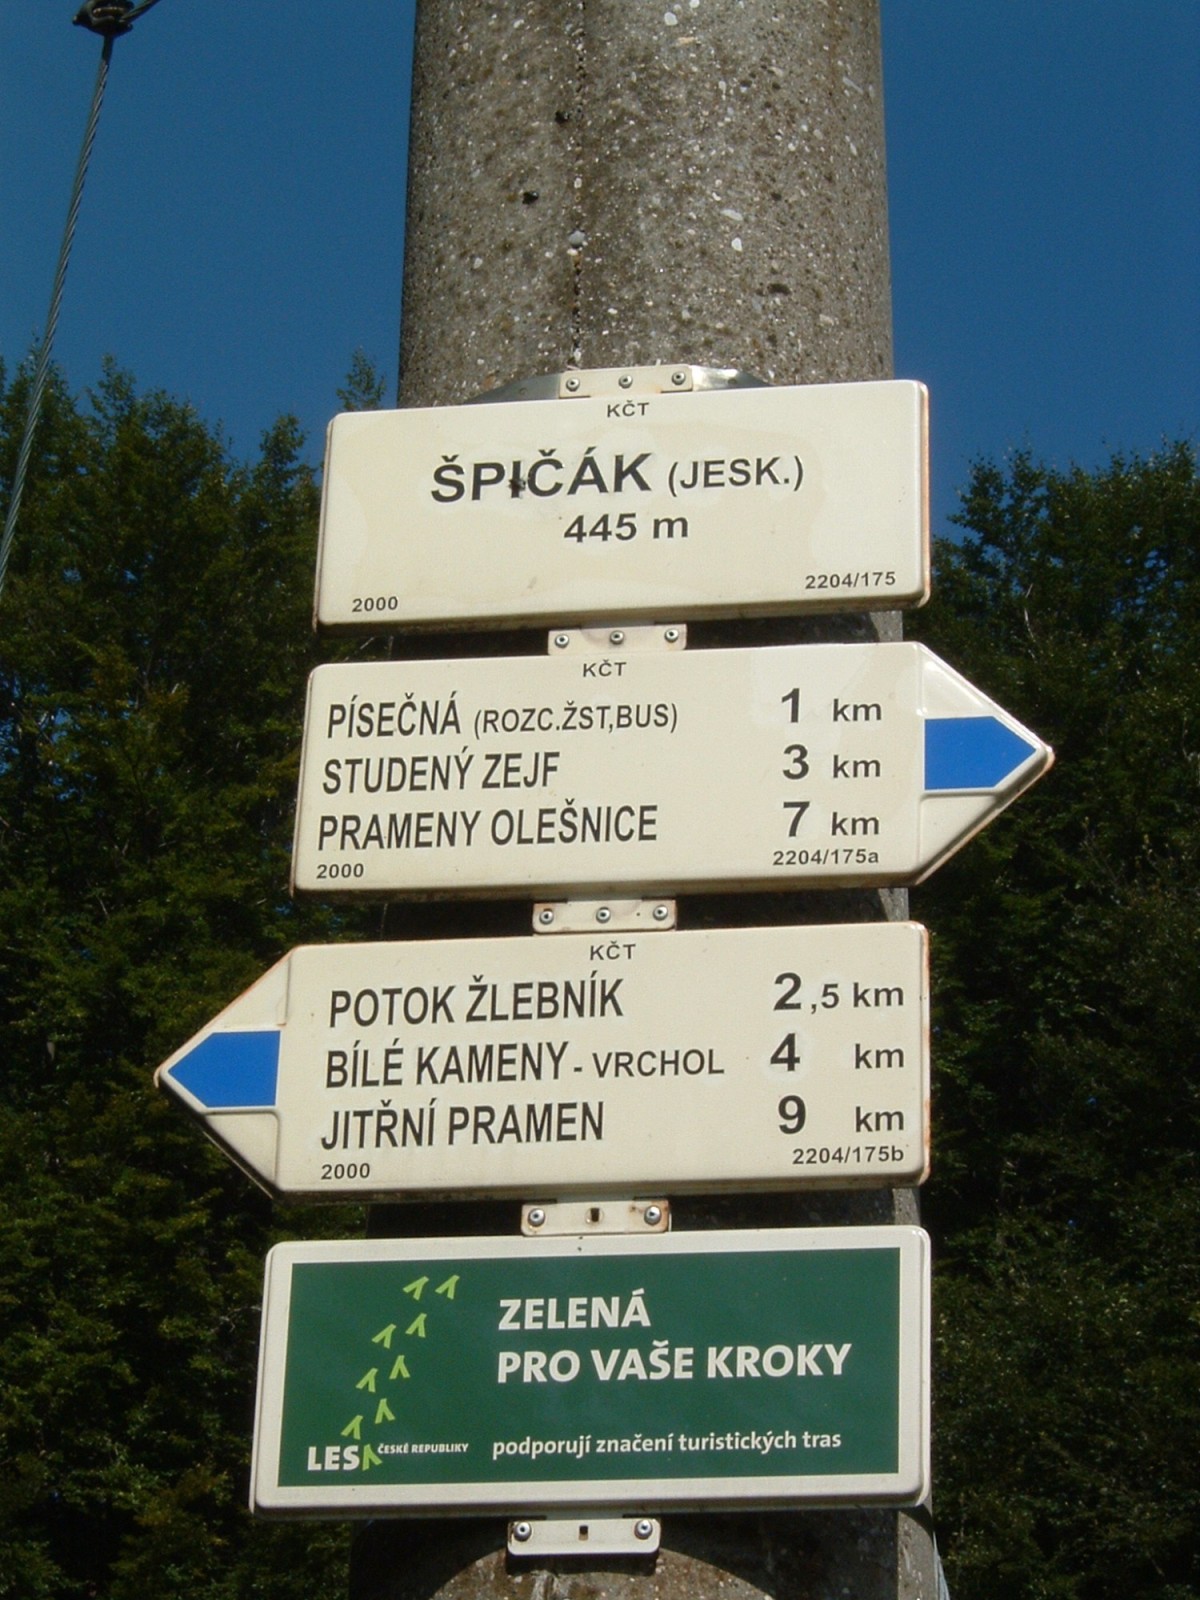 KČT
ŠPIČÁK (JESK.)
445 m
2000 2204/175
KČT
PÍSEČNÁ (ROZC.ŽST,BUS) 1 km
STUDENÝ ZEJF 3 km
PRAMENY OLEŠNICE 7 km
2000 2204/175a
KČT
POTOK ŽLEBNÍK 2,5 km
BÍLÉ KAMENY - VRCHOL 4 km
JITŘNÍ PRAMEN 9 km
2000 2204/175b
ZELENÁ
PRO VAŠE KROKY
LESY ČESKÉ REPUBLIKY podporují značení turistických tras